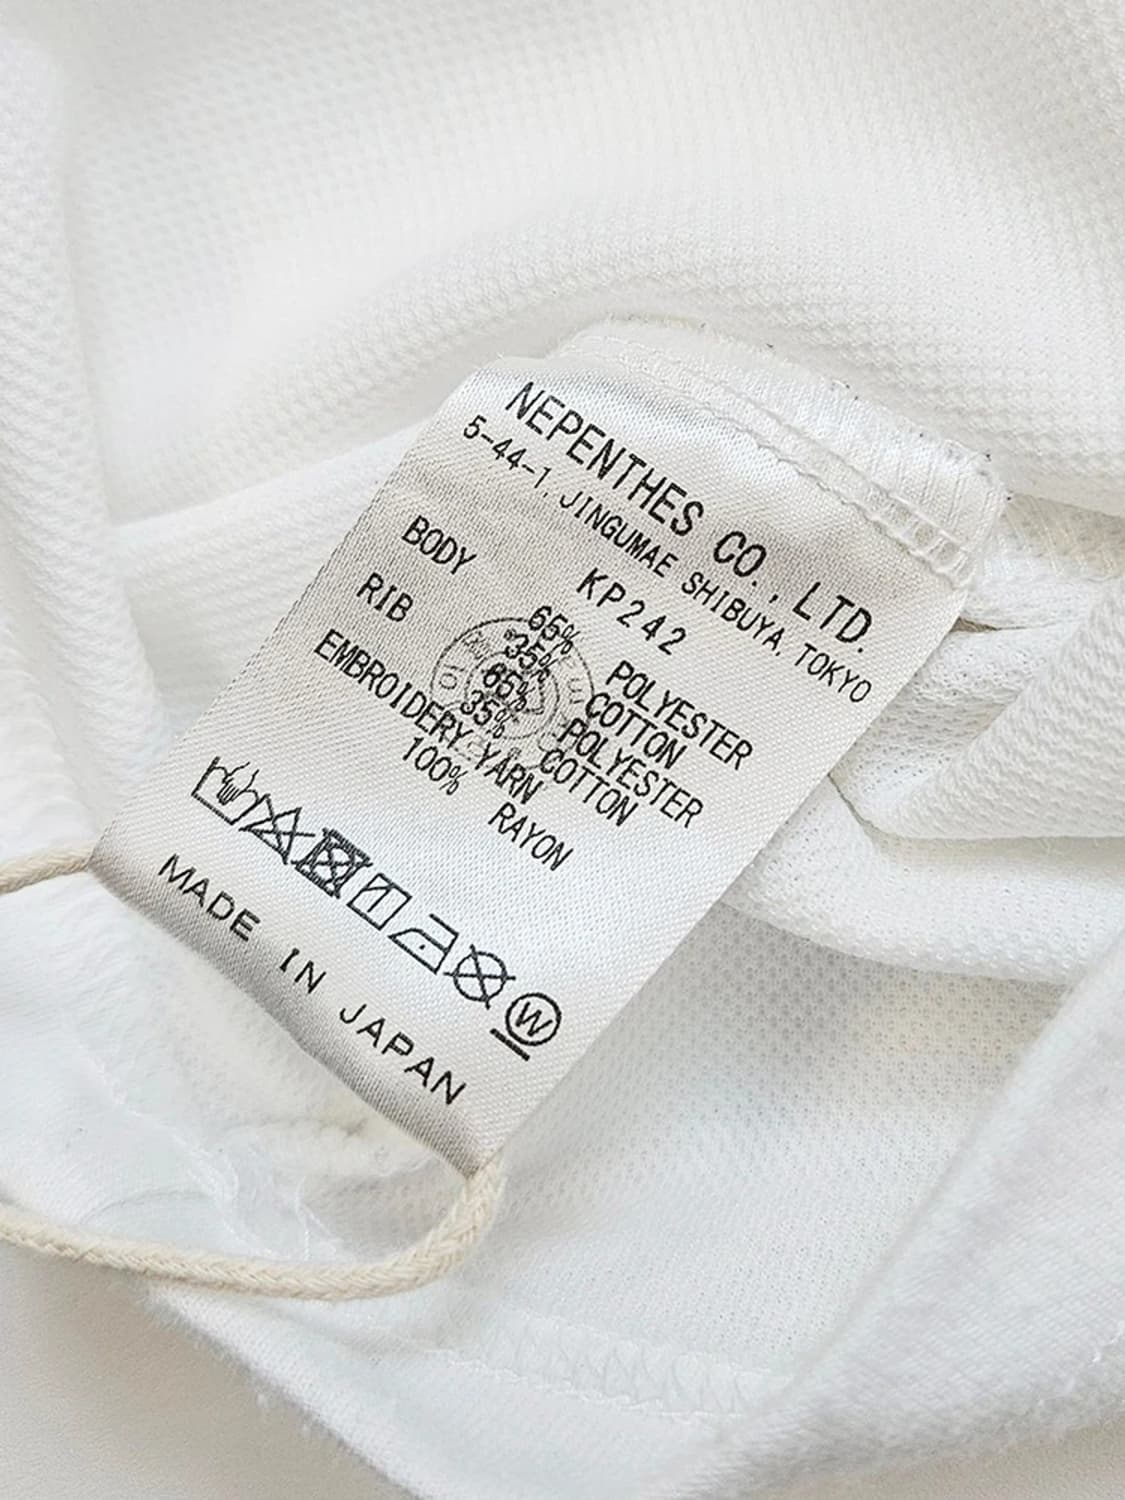 NEPENTHES CO., LTD.
5-44-1, JINGUMAE SHIBUYA, TOKYO
KP242
BODY 65% POLYESTER
35% COTTON
RIB 65% POLYESTER
35% COTTON
EMBROIDERY YARN
100% RAYON
W
MADE IN JAPAN